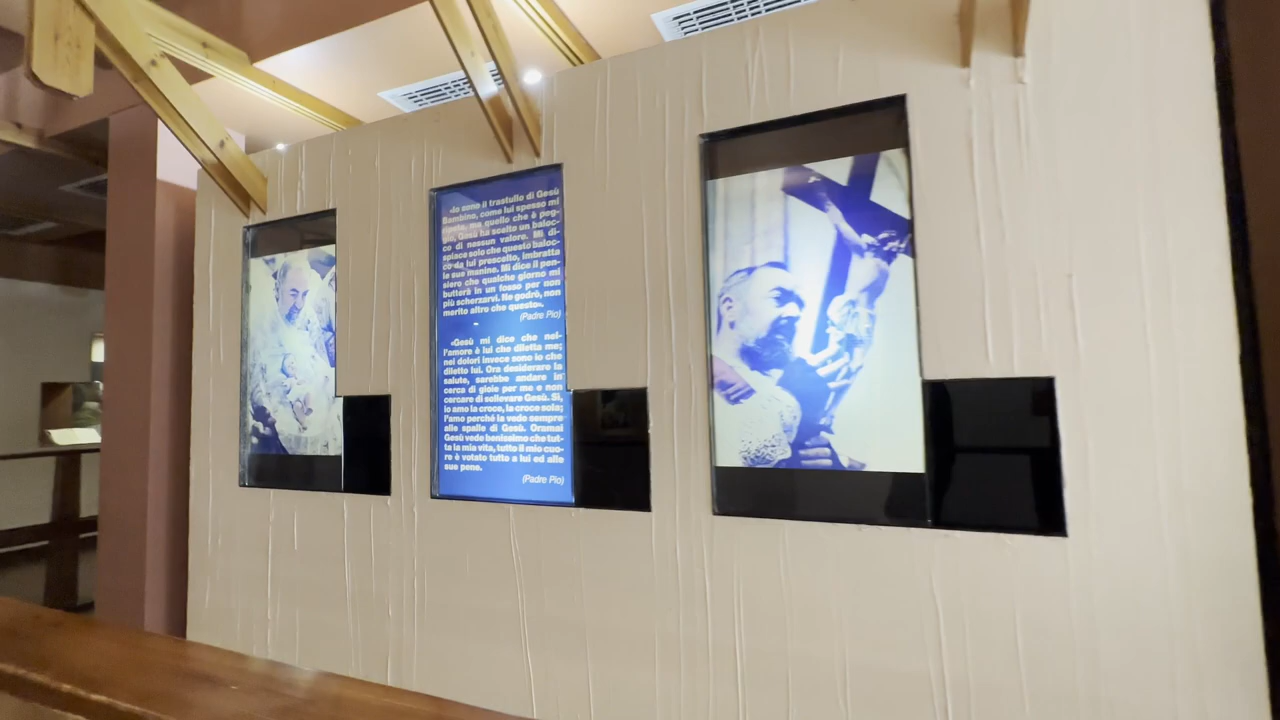 «Io sono il trastullo di Gesù
Bambino, come lui spesso mi
ripete, ma quello che è peg-
gio, Gesù ha scelto un baloc-
co di nessun valore. Mi di-
spiace solo che questo baloc-
co da lui prescelto, imbratta
le sue manine. Mi dice il pen-
siero che qualche giorno mi
butterà in un fosso per non
più scherzarvi. Ne godrò, non
merito altro che questo».
(Padre Pio)
«Gesù mi dice che nel-
l'amore è lui che diletta me;
nei dolori invece sono io che
diletto lui. Ora desiderare la
salute, sarebbe andare in
cerca di gioie per me e non
cercare di sollevare Gesù. Sì,
io amo la croce, la croce sola;
l'amo perché la vedo sempre
alle spalle di Gesù. Oramai
Gesù vede benissimo che tut-
ta la mia vita, tutto il mio cuo-
re è votato tutto a lui ed alle
sue pene.
(Padre Pio)